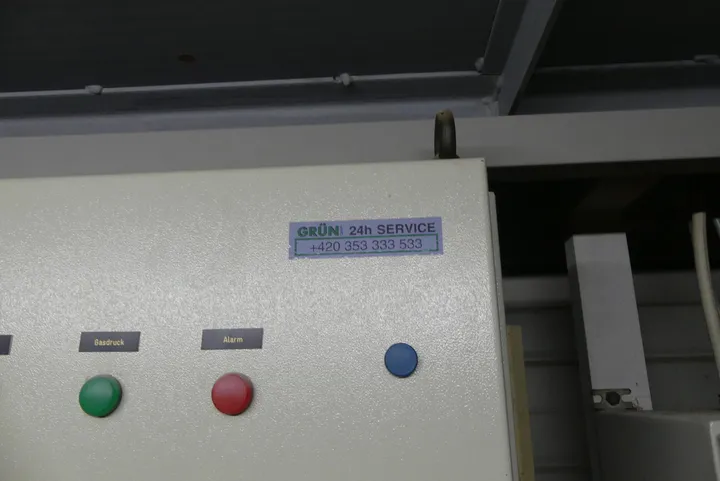 GRÜN 24h SERVICE
+420 353 333 533
Gasdruck
Alarm